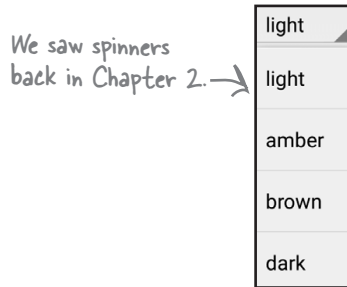 We saw spinners
back in Chapter 2.
light
light
amber
brown
dark